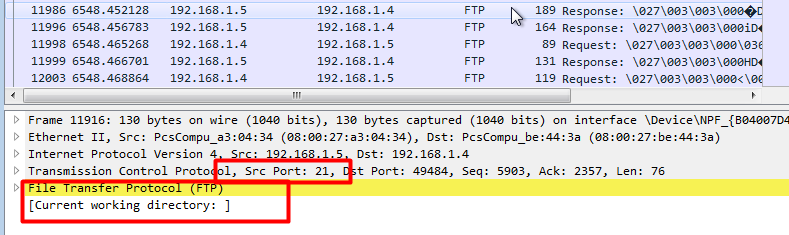 11986 6548.452128 192.168.1.5 192.168.1.4 FTP 189 Response: \027\003\003\000�D
11996 6548.456783 192.168.1.5 192.168.1.4 FTP 164 Response: \027\003\003\000iD�
11998 6548.465238 192.168.1.4 192.168.1.5 FTP 89 Request: \027\003\003\000\036
11999 6548.466701 192.168.1.5 192.168.1.4 FTP 131 Response: \027\003\003\000HD�
12003 6548.468864 192.168.1.4 192.168.1.5 FTP 119 Request: \027\003\003\000<\00
Frame 11916: 130 bytes on wire (1040 bits), 130 bytes captured (1040 bits) on interface \Device\NPF_{B04007D4
Ethernet II, Src: PcsCompu_a3:04:34 (08:00:27:a3:04:34), Dst: PcsCompu_be:44:3a (08:00:27:be:44:3a)
Internet Protocol Version 4, Src: 192.168.1.5, Dst: 192.168.1.4
Transmission Control Protocol, Src Port: 21, Dst Port: 49484, Seq: 5903, Ack: 2357, Len: 76
File Transfer Protocol (FTP)
[Current working directory: ]